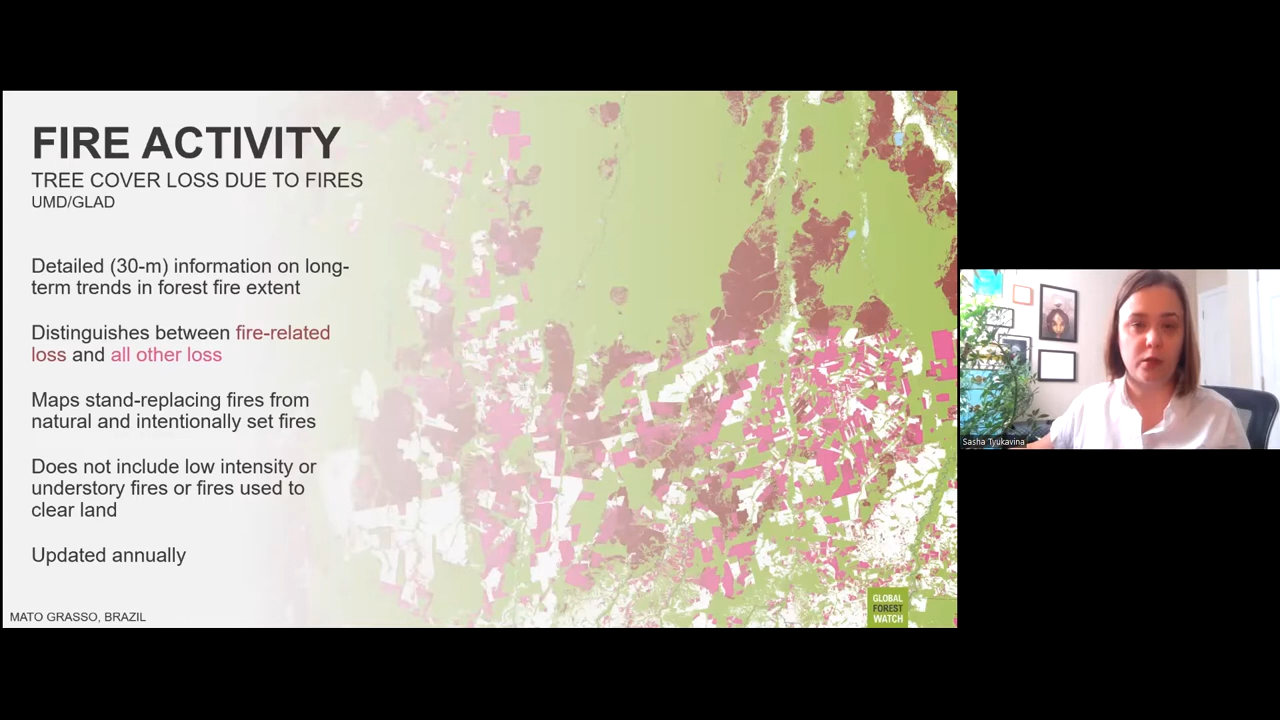 FIRE ACTIVITY
TREE COVER LOSS DUE TO FIRES
UMD/GLAD
Detailed (30-m) information on long-
term trends in forest fire extent
Distinguishes between fire-related
loss and all other loss
Maps stand-replacing fires from
natural and intentionally set fires
Does not include low intensity or
understory fires or fires used to
clear land
Updated annually
MATO GRASSO, BRAZIL
GLOBAL
FOREST
WATCH
Sasha Tyukavina